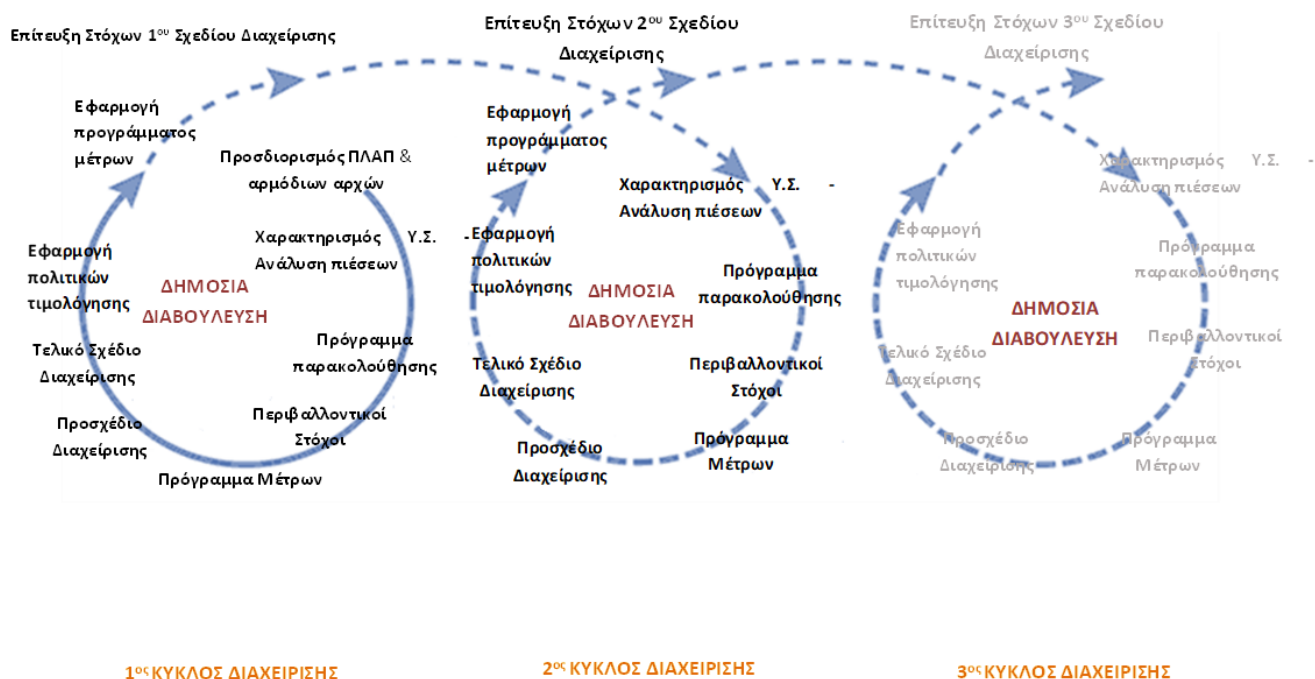 Επίτευξη Στόχων 1ου Σχεδίου Διαχείρισης
Εφαρμογή
προγράμματος
μέτρων
Προσδιορισμός ΠΛΑΠ &
αρμόδιων αρχών
Χαρακτηρισμός Υ.Σ. -
Ανάλυση πιέσεων
Εφαρμογή
πολιτικών
τιμολόγησης
ΔΗΜΟΣΙΑ
ΔΙΑΒΟΥΛΕΥΣΗ
Πρόγραμμα
παρακολούθησης
Τελικό Σχέδιο
Διαχείρισης
Περιβαλλοντικοί
Στόχοι
Προσχέδιο
Διαχείρισης
Πρόγραμμα Μέτρων
1ος ΚΥΚΛΟΣ ΔΙΑΧΕΙΡΙΣΗΣ
Επίτευξη Στόχων 2ου Σχεδίου
Διαχείρισης
Εφαρμογή
προγράμματος
μέτρων
Χαρακτηρισμός Υ.Σ. -
Ανάλυση πιέσεων
Εφαρμογή
πολιτικών
τιμολόγησης
ΔΗΜΟΣΙΑ
ΔΙΑΒΟΥΛΕΥΣΗ
Πρόγραμμα
παρακολούθησης
Τελικό Σχέδιο
Διαχείρισης
Περιβαλλοντικοί
Στόχοι
Προσχέδιο
Διαχείρισης
Πρόγραμμα
Μέτρων
2ος ΚΥΚΛΟΣ ΔΙΑΧΕΙΡΙΣΗΣ
Επίτευξη Στόχων 3ου Σχεδίου
Διαχείρισης
Χαρακτηρισμός Υ.Σ. -
Ανάλυση πιέσεων
Εφαρμογή
πολιτικών
τιμολόγησης
Πρόγραμμα
παρακολούθησης
ΔΗΜΟΣΙΑ
ΔΙΑΒΟΥΛΕΥΣΗ
Τελικό Σχέδιο
Διαχείρισης
Περιβαλλοντικοί
Στόχοι
Προσχέδιο
Διαχείρισης
Πρόγραμμα
Μέτρων
3ος ΚΥΚΛΟΣ ΔΙΑΧΕΙΡΙΣΗΣ